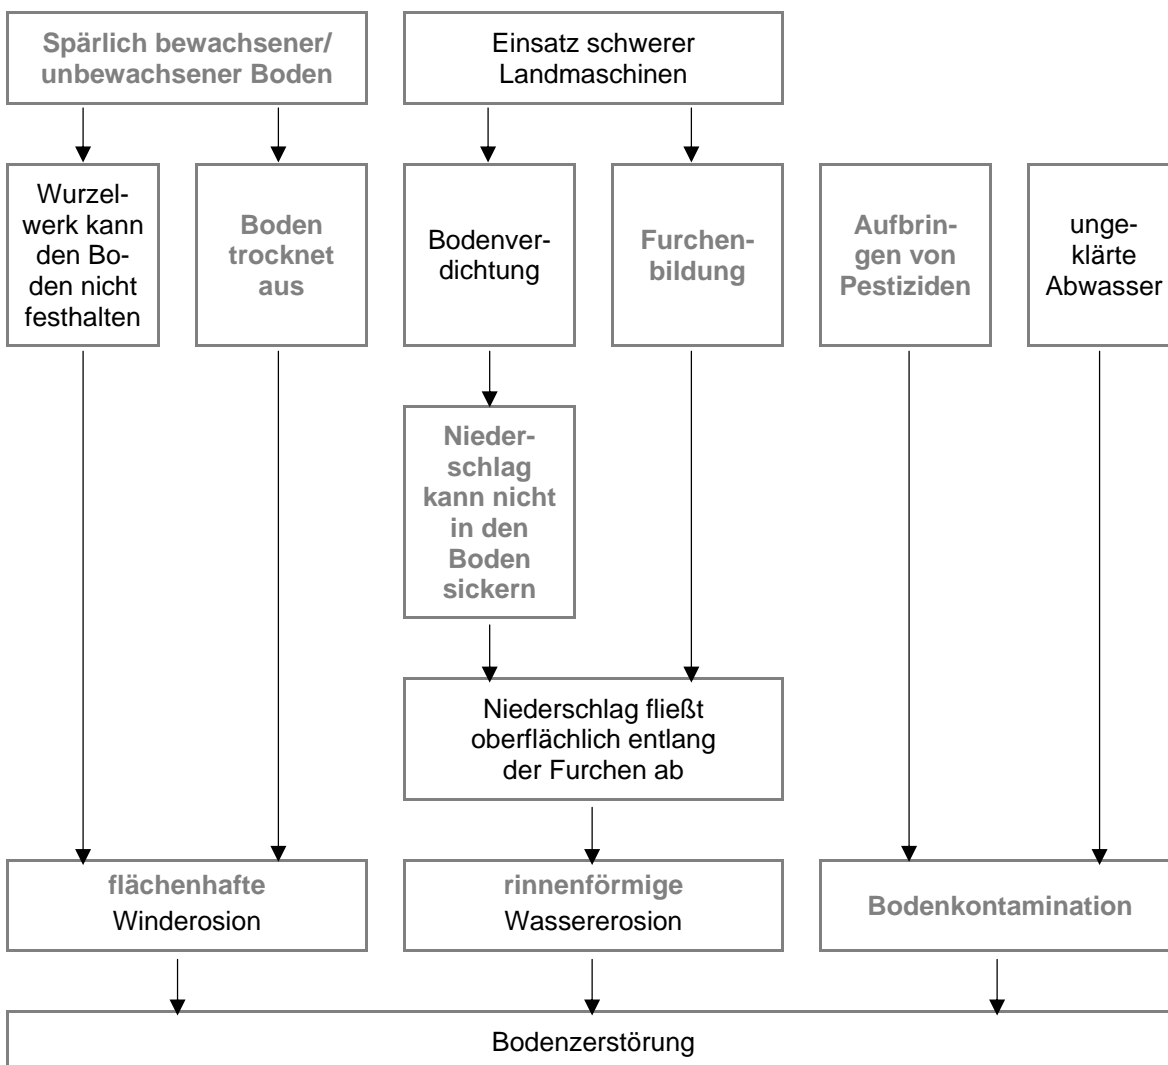 Spärlich bewachsener/
unbewachsener Boden
Einsatz schwerer
Landmaschinen
Wurzel-
werk kann
den Bo-
den nicht
festhalten
Boden
trocknet
aus
Bodenver-
dichtung
Furchen-
bildung
Aufbrin-
gen von
Pestiziden
unge-
klärte
Abwasser
Nieder-
schlag
kann nicht
in den
Boden
sickern
Niederschlag fließt
oberflächlich entlang
der Furchen ab
flächenhafte
Winderosion
rinnenförmige
Wassererosion
Bodenkontamination
Bodenzerstörung